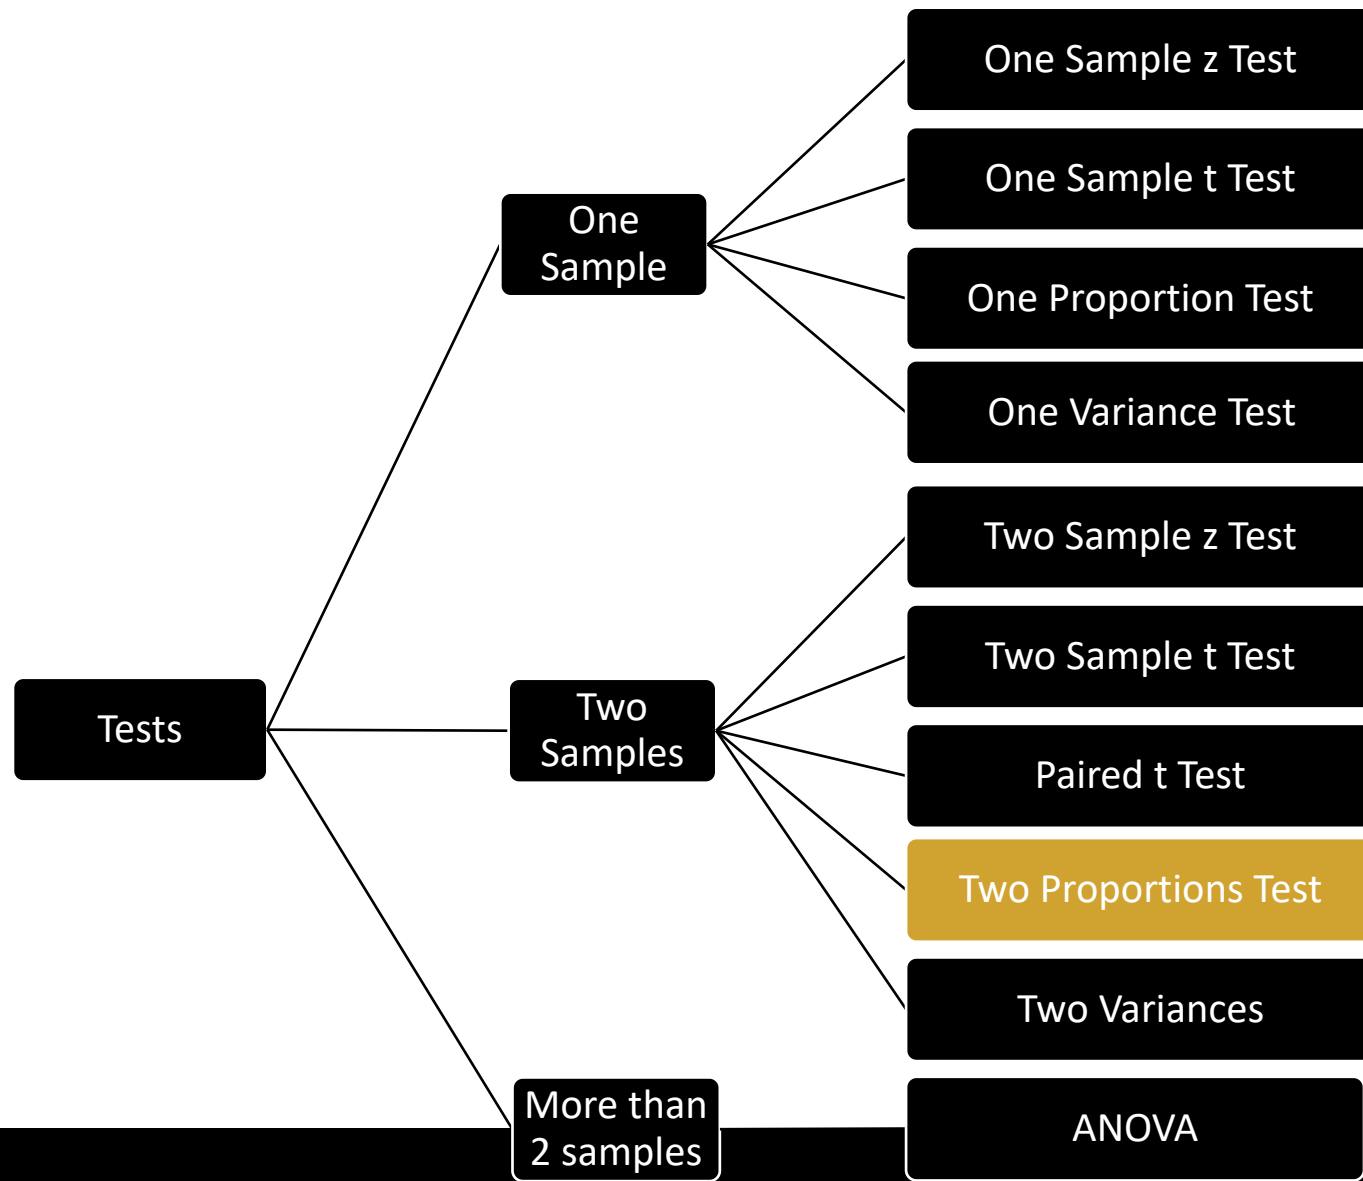 Tests
One
Sample
One Sample z Test
One Sample t Test
One Proportion Test
One Variance Test
Two
Samples
Two Sample z Test
Two Sample t Test
Paired t Test
Two Proportions Test
Two Variances
More than
2 samples
ANOVA